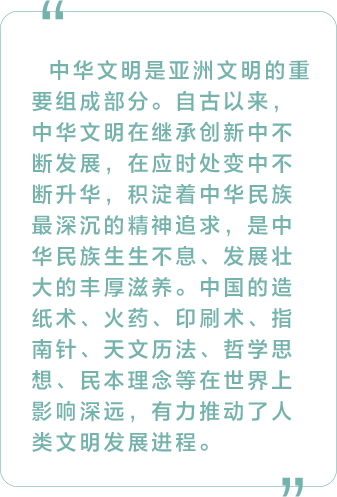 中华文明是亚洲文明的重
要组成部分。自古以来，
中华文明在继承创新中不
断发展，在应时处变中不
断升华，积淀着中华民族
最深沉的精神追求，是中
华民族生生不息、发展壮
大的丰厚滋养。中国的造
纸术、火药、印刷术、指
南针、天文历法、哲学思
想、民本理念等在世界上
影响深远，有力推动了人
类文明发展进程。